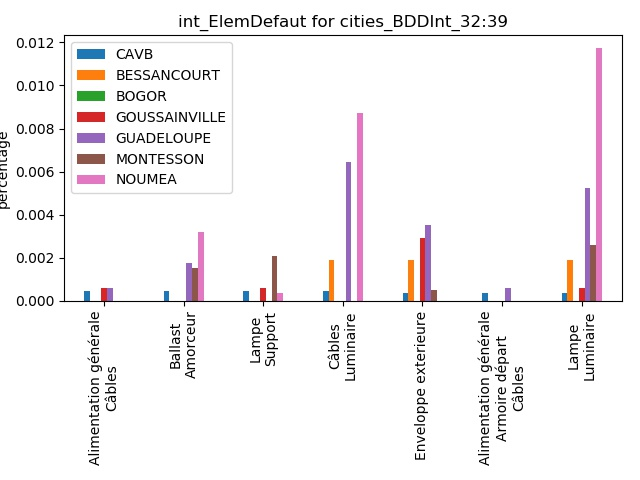 int_ElemDefaut for cities_BDDInt_32:39
percentage
0.012
0.010
0.008
0.006
0.004
0.002
0.000
CAVB
BESSANCOURT
BOGOR
GOUSSAINVILLE
GUADELOUPE
MONTESSON
NOUMEA
Alimentation générale
Câbles
Ballast
Amorceur
Lampe
Support
Câbles
Luminaire
Enveloppe exterieure
Alimentation générale
Armoire départ
Câbles
Lampe
Luminaire